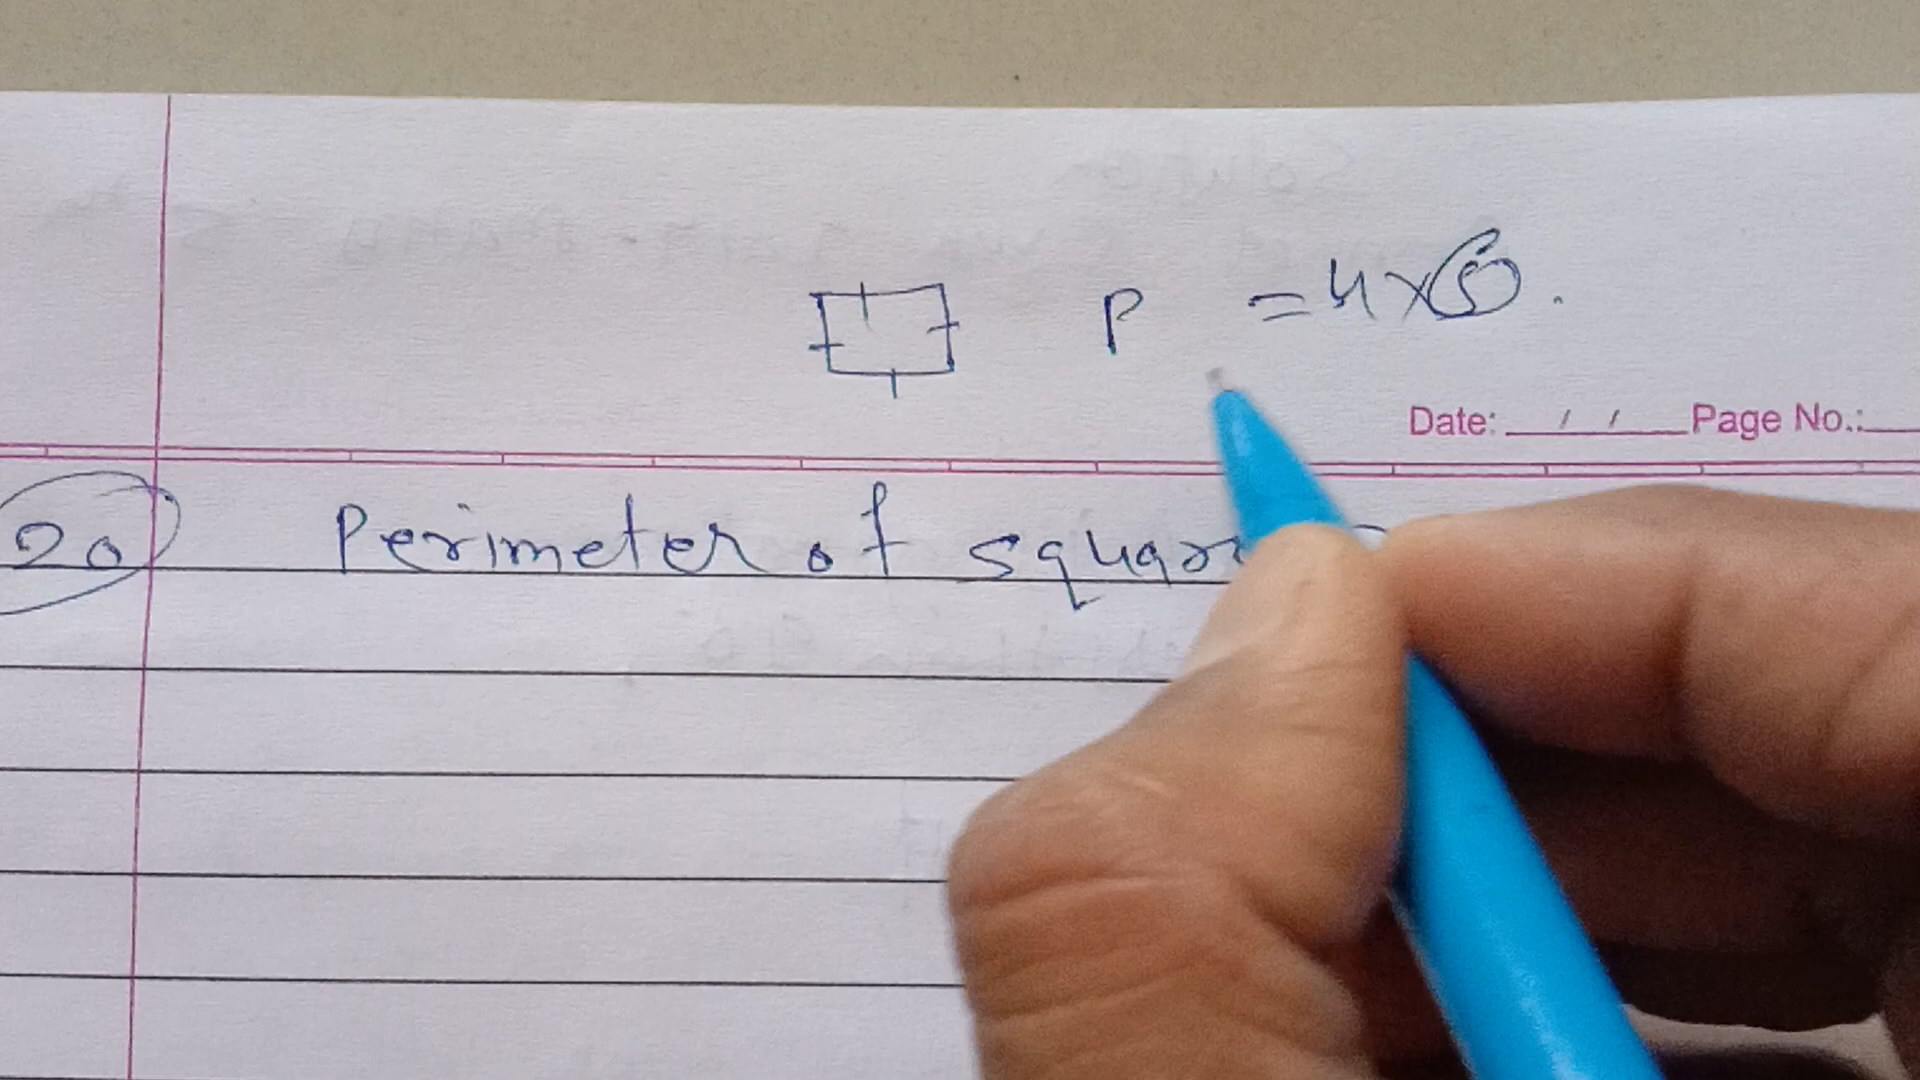 P = 4×S.
Date: / / Page No.:
20 Perimeter of square